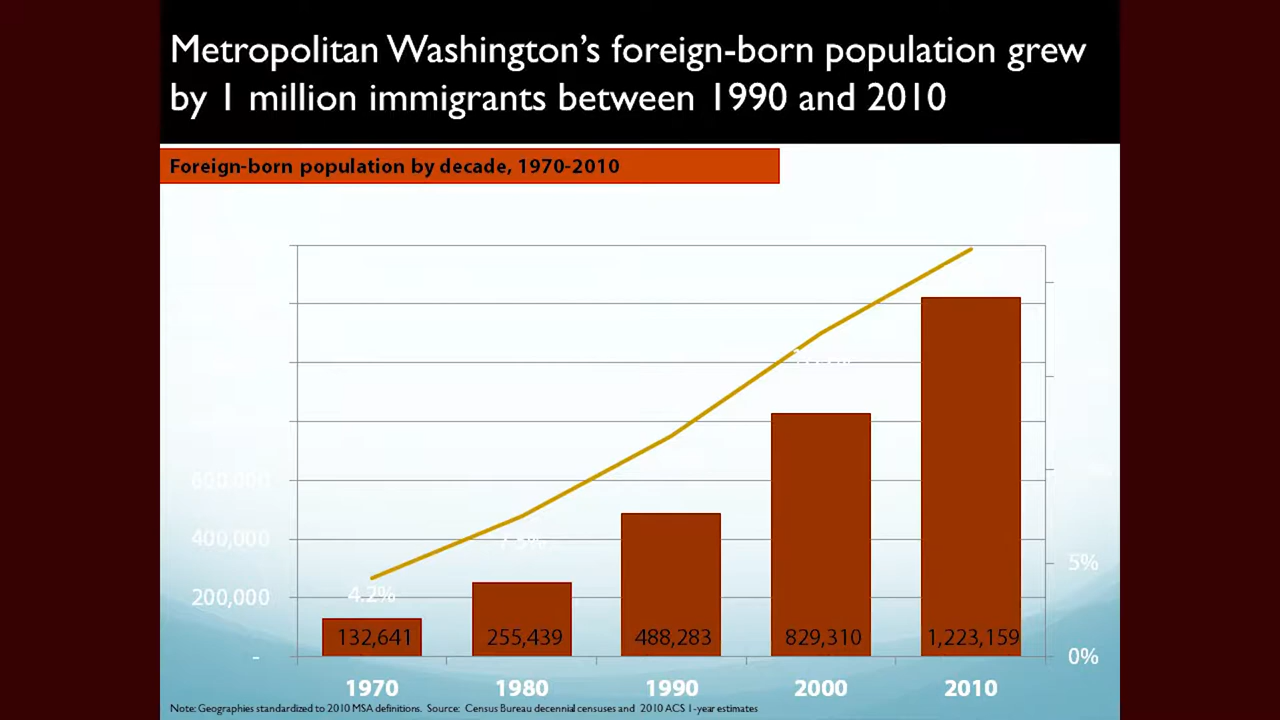 Metropolitan Washington's foreign-born population grew
by 1 million immigrants between 1990 and 2010
Foreign-born population by decade, 1970-2010
600,000
400,000
5%
4.2%
200,000
132,641 255,439 488,283 829,310 1,223,159
- 0%
1970 1980 1990 2000 2010
Note: Geographies standardized to 2010 MSA definitions. Source: Census Bureau decennial censuses and 2010 ACS 1-year estimates